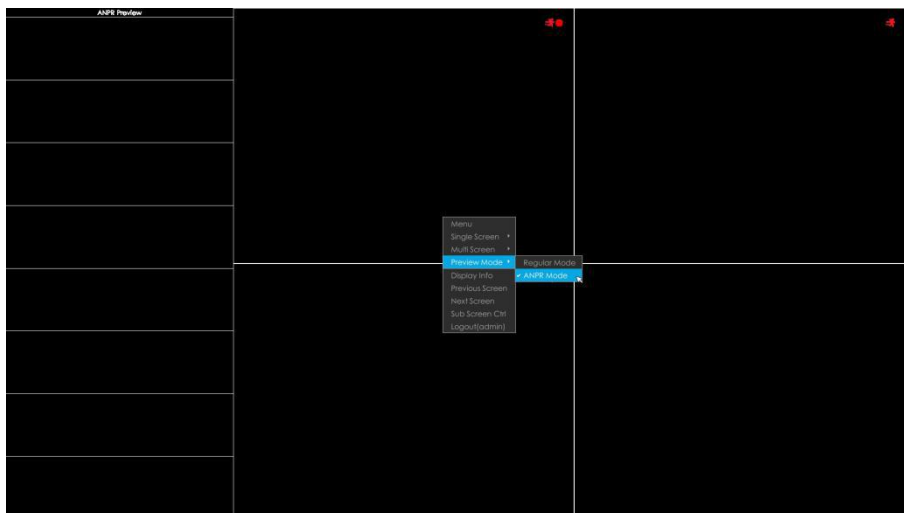 ANPR Preview
Menu
Single Screen
Multi Screen
Preview Mode
Regular Mode
Display Info
ANPR Mode
Previous Screen
Next Screen
Sub Screen Ctrl
Logout(admin)